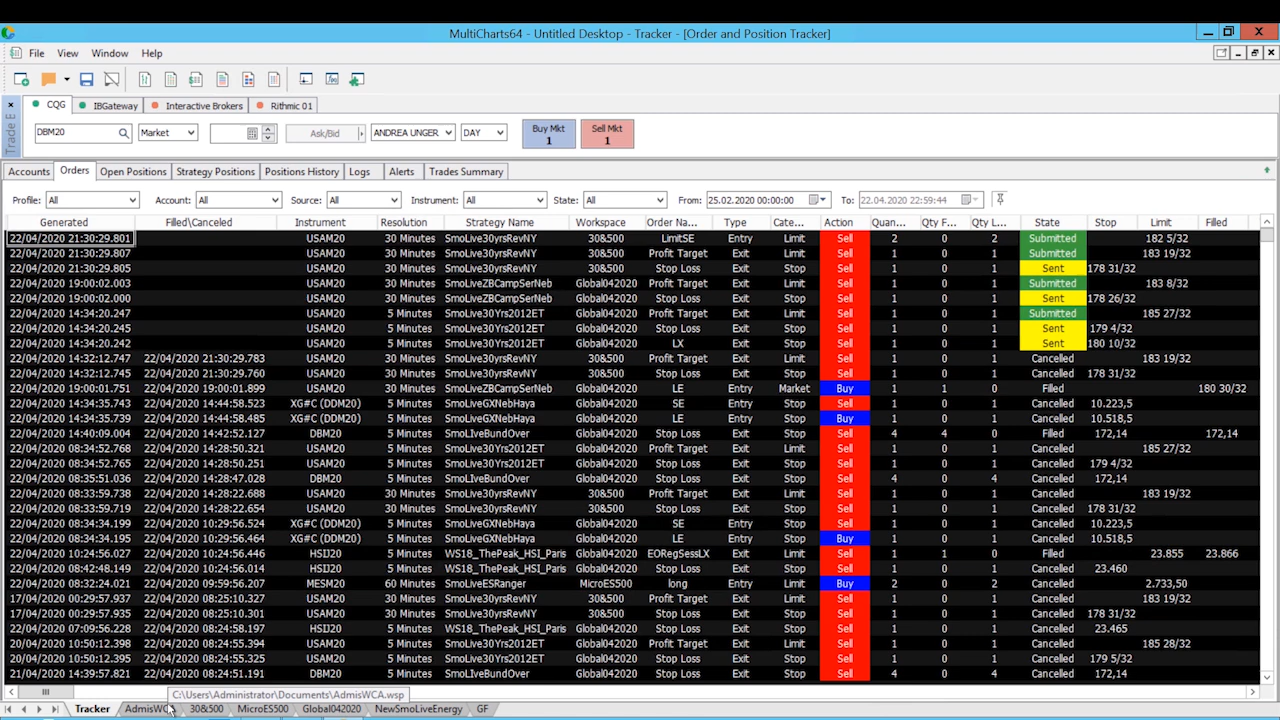 MultiCharts64 - Untitled Desktop - Tracker - [Order and Position Tracker]
File View Window Help
CQG IBGateway Interactive Brokers Rithmic 01
Trade B
DBM20 Market Ask/Bid ANDREA UNGER DAY Buy Mkt 1 Sell Mkt 1
Accounts Orders Open Positions Strategy Positions Positions History Logs Alerts Trades Summary
Profile: All Account: All Source: All Instrument: All State: All From: 25.02.2020 00:00:00 To: 22.04.2020 22:59:44
Generated Filled\Canceled Instrument Resolution Strategy Name Workspace Order Na... Type Cate... Action Quan... Qty F... Qty L... State Stop Limit Filled
22/04/2020 21:30:29.801 USAM20 30 Minutes SmoLive30yrsRevNY 30&500 LimitSE Entry Limit Sell 2 0 2 Submitted 182 5/32
22/04/2020 21:30:29.807 USAM20 30 Minutes SmoLive30yrsRevNY 30&500 Profit Target Exit Limit Sell 1 0 1 Submitted 183 19/32
22/04/2020 21:30:29.805 USAM20 30 Minutes SmoLive30yrsRevNY 30&500 Stop Loss Exit Stop Sell 1 0 1 Sent 178 31/32
22/04/2020 19:00:02.003 USAM20 30 Minutes SmoLiveZBCampSerNeb Global042020 Profit Target Exit Limit Sell 1 0 1 Submitted 183 8/32
22/04/2020 19:00:02.000 USAM20 30 Minutes SmoLiveZBCampSerNeb Global042020 Stop Loss Exit Stop Sell 1 0 1 Sent 178 26/32
22/04/2020 14:34:20.247 USAM20 5 Minutes SmoLive30Yrs2012ET Global042020 Profit Target Exit Limit Sell 1 0 1 Submitted 185 27/32
22/04/2020 14:34:20.245 USAM20 5 Minutes SmoLive30Yrs2012ET Global042020 Stop Loss Exit Stop Sell 1 0 1 Sent 179 4/32
22/04/2020 14:34:20.242 USAM20 5 Minutes SmoLive30Yrs2012ET Global042020 LX Exit Stop Sell 1 0 1 Sent 180 10/32
22/04/2020 14:32:12.747 22/04/2020 21:30:29.783 USAM20 30 Minutes SmoLive30yrsRevNY 30&500 Profit Target Exit Limit Sell 1 0 1 Cancelled 183 19/32
22/04/2020 14:32:12.745 22/04/2020 21:30:29.760 USAM20 30 Minutes SmoLive30yrsRevNY 30&500 Stop Loss Exit Stop Sell 1 0 1 Cancelled 178 31/32
22/04/2020 19:00:01.751 22/04/2020 19:00:01.899 USAM20 30 Minutes SmoLiveZBCampSerNeb Global042020 LE Entry Market Buy 1 1 0 Filled 180 30/32
22/04/2020 14:34:35.736 22/04/2020 14:44:58.523 XG#C (DDM20) 5 Minutes SmoLiveGXNebHaya Global042020 SE Entry Stop Sell 1 0 1 Cancelled 10.223,5
22/04/2020 14:34:35.733 22/04/2020 14:44:58.485 XG#C (DDM20) 5 Minutes SmoLiveGXNebHaya Global042020 LE Entry Stop Buy 1 0 1 Cancelled 10.518,5
22/04/2020 14:40:09.004 22/04/2020 14:42:52.127 DBM20 5 Minutes SmoLIveBundOver Global042020 Stop Loss Exit Stop Sell 4 4 0 Filled 172,14 172,14
22/04/2020 08:34:52.768 22/04/2020 14:28:50.321 USAM20 5 Minutes SmoLive30Yrs2012ET Global042020 Profit Target Exit Limit Sell 1 0 1 Cancelled 185 27/32
22/04/2020 08:34:52.765 22/04/2020 14:28:50.251 USAM20 5 Minutes SmoLive30Yrs2012ET Global042020 Stop Loss Exit Stop Sell 1 0 1 Cancelled 179 4/32
22/04/2020 08:35:51.036 22/04/2020 14:28:47.028 DBM20 5 Minutes SmoLIveBundOver Global042020 Stop Loss Exit Stop Sell 4 0 4 Cancelled 172,14
22/04/2020 08:33:59.738 22/04/2020 14:28:22.688 USAM20 30 Minutes SmoLive30yrsRevNY 30&500 Profit Target Exit Limit Sell 1 0 1 Cancelled 183 19/32
22/04/2020 08:33:59.713 22/04/2020 14:28:22.654 USAM20 30 Minutes SmoLive30yrsRevNY 30&500 Stop Loss Exit Stop Sell 1 0 1 Cancelled 178 31/32
22/04/2020 08:34:34.199 22/04/2020 10:29:56.524 XG#C (DDM20) 5 Minutes SmoLiveGXNebHaya Global042020 SE Entry Stop Sell 1 0 1 Cancelled 10.223,5
22/04/2020 08:34:34.196 22/04/2020 10:29:56.464 XG#C (DDM20) 5 Minutes SmoLiveGXNebHaya Global042020 LE Entry Stop Buy 1 0 1 Cancelled 10.518,5
22/04/2020 10:24:56.073 22/04/2020 10:24:56.446 HSIJ20 5 Minutes WS18_ThePeak_HSI_Paris Global042020 EORegSessLX Exit Limit Sell 1 1 0 Filled 23.855 23.866
22/04/2020 08:42:48.149 22/04/2020 10:24:56.014 HSIJ20 5 Minutes WS18_ThePeak_HSI_Paris Global042020 Stop Loss Exit Stop Sell 1 0 1 Cancelled 23.460
22/04/2020 08:32:24.021 22/04/2020 09:59:56.207 MESM20 60 Minutes SmoLiveESRanger MicroES500 long Entry Limit Buy 2 0 2 Cancelled 2.733,50
17/04/2020 00:29:57.937 22/04/2020 08:25:10.327 USAM20 30 Minutes SmoLive30yrsRevNY 30&500 Profit Target Exit Limit Sell 1 0 1 Cancelled 183 19/32
17/04/2020 00:29:57.935 22/04/2020 08:25:10.301 USAM20 30 Minutes SmoLive30yrsRevNY 30&500 Stop Loss Exit Stop Sell 1 0 1 Cancelled 178 31/32
22/04/2020 07:09:56.228 22/04/2020 08:24:58.197 HSIJ20 5 Minutes WS18_ThePeak_HSI_Paris Global042020 Stop Loss Exit Stop Sell 1 0 1 Cancelled 23.465
20/04/2020 10:50:12.398 22/04/2020 08:24:55.394 USAM20 5 Minutes SmoLive30Yrs2012ET Global042020 Profit Target Exit Limit Sell 1 0 1 Cancelled 185 28/32
20/04/2020 10:50:12.395 22/04/2020 08:24:55.325 USAM20 5 Minutes SmoLive30Yrs2012ET Global042020 Stop Loss Exit Stop Sell 1 0 1 Cancelled 179 5/32
21/04/2020 14:39:57.821 22/04/2020 08:24:51.191 DBM20 5 Minutes SmoLIveBundOver Global042020 Stop Loss Exit Stop Sell 4 0 4 Cancelled 172,14
C:\Users\Administrator\Documents\AdmisWCA.wsp
Tracker AdmisWCA 30&500 MicroES500 Global042020 NewSmoLiveEnergy GF